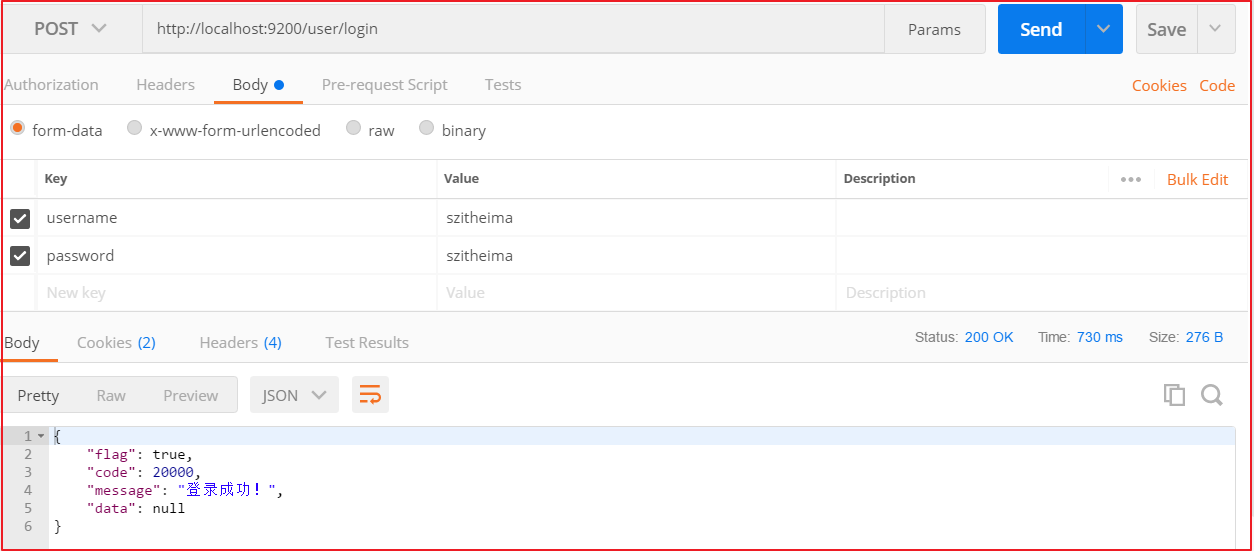 POST http://localhost:9200/user/login Params Send Save
Authorization Headers Body Pre-request Script Tests Cookies Code
form-data x-www-form-urlencoded raw binary
Key Value Description ••• Bulk Edit
username szitheima
password szitheima
New key Value Description
Body Cookies (2) Headers (4) Test Results Status: 200 OK Time: 730 ms Size: 276 B
Pretty Raw Preview JSON
1 {
2 "flag": true,
3 "code": 20000,
4 "message": "登录成功！",
5 "data": null
6 }